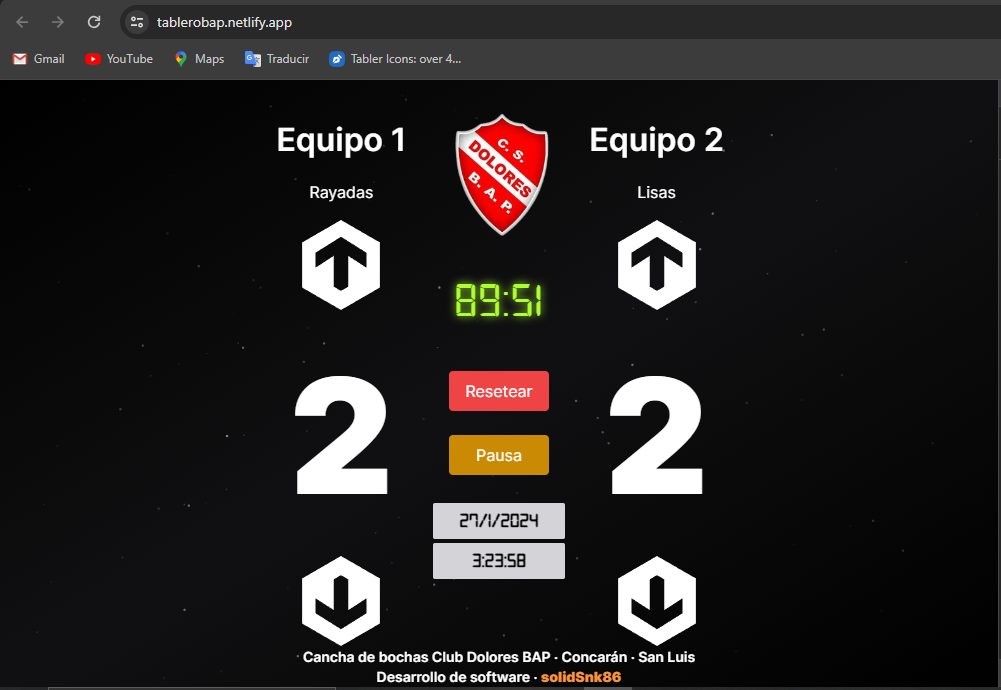 tablerobap.netlify.app
Gmail YouTube Maps Traducir Tabler Icons: over 4...
Equipo 1
Rayadas
2
C. S.
DOLORES
B. A. P.
89:51
Resetear
Pausa
27/1/2024
3:23:58
Equipo 2
Lisas
2
Cancha de bochas Club Dolores BAP · Concarán · San Luis
Desarrollo de software · solidSnk86